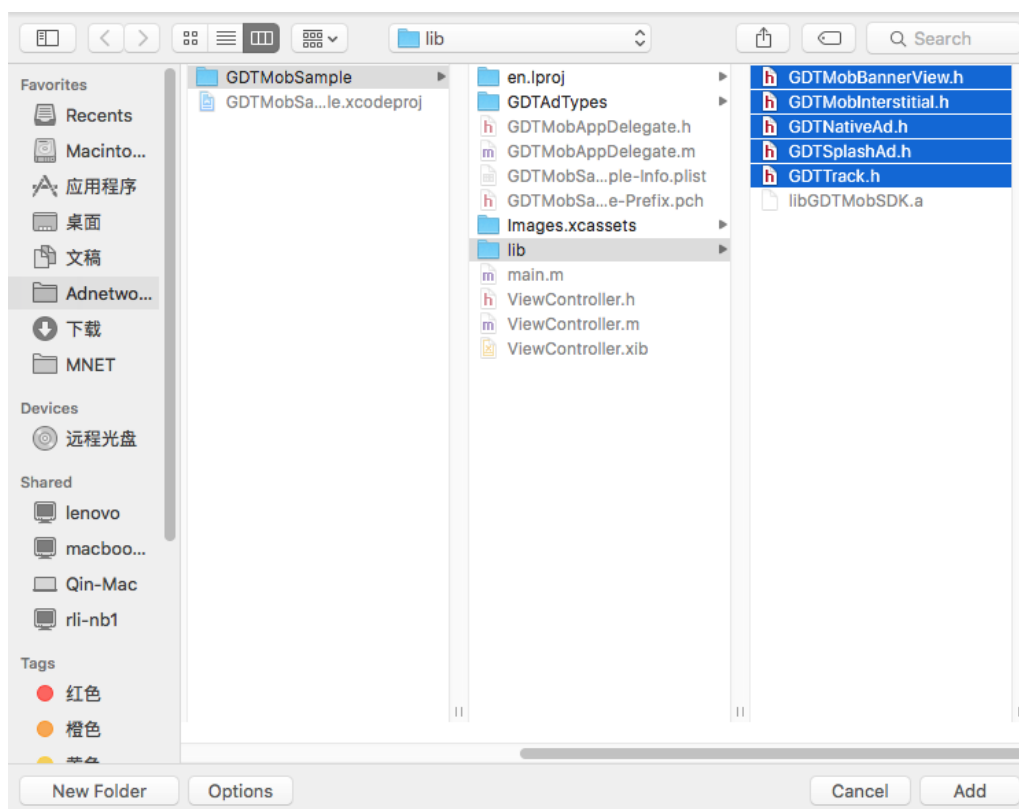 lib
Search
Favorites
Recents
Macinto...
应用程序
桌面
文稿
Adnetwo...
下载
MNET
Devices
远程光盘
Shared
lenovo
macboo...
Qin-Mac
rli-nb1
Tags
红色
橙色
GDTMobSample
GDTMobSa...le.xcodeproj
en.lproj
GDTAdTypes
GDTMobAppDelegate.h
GDTMobAppDelegate.m
GDTMobSa...ple-Info.plist
GDTMobSa...e-Prefix.pch
Images.xcassets
lib
main.m
ViewController.h
ViewController.m
ViewController.xib
GDTMobBannerView.h
GDTMobInterstitial.h
GDTNativeAd.h
GDTSplashAd.h
GDTTrack.h
libGDTMobSDK.a
New Folder
Options
Cancel
Add